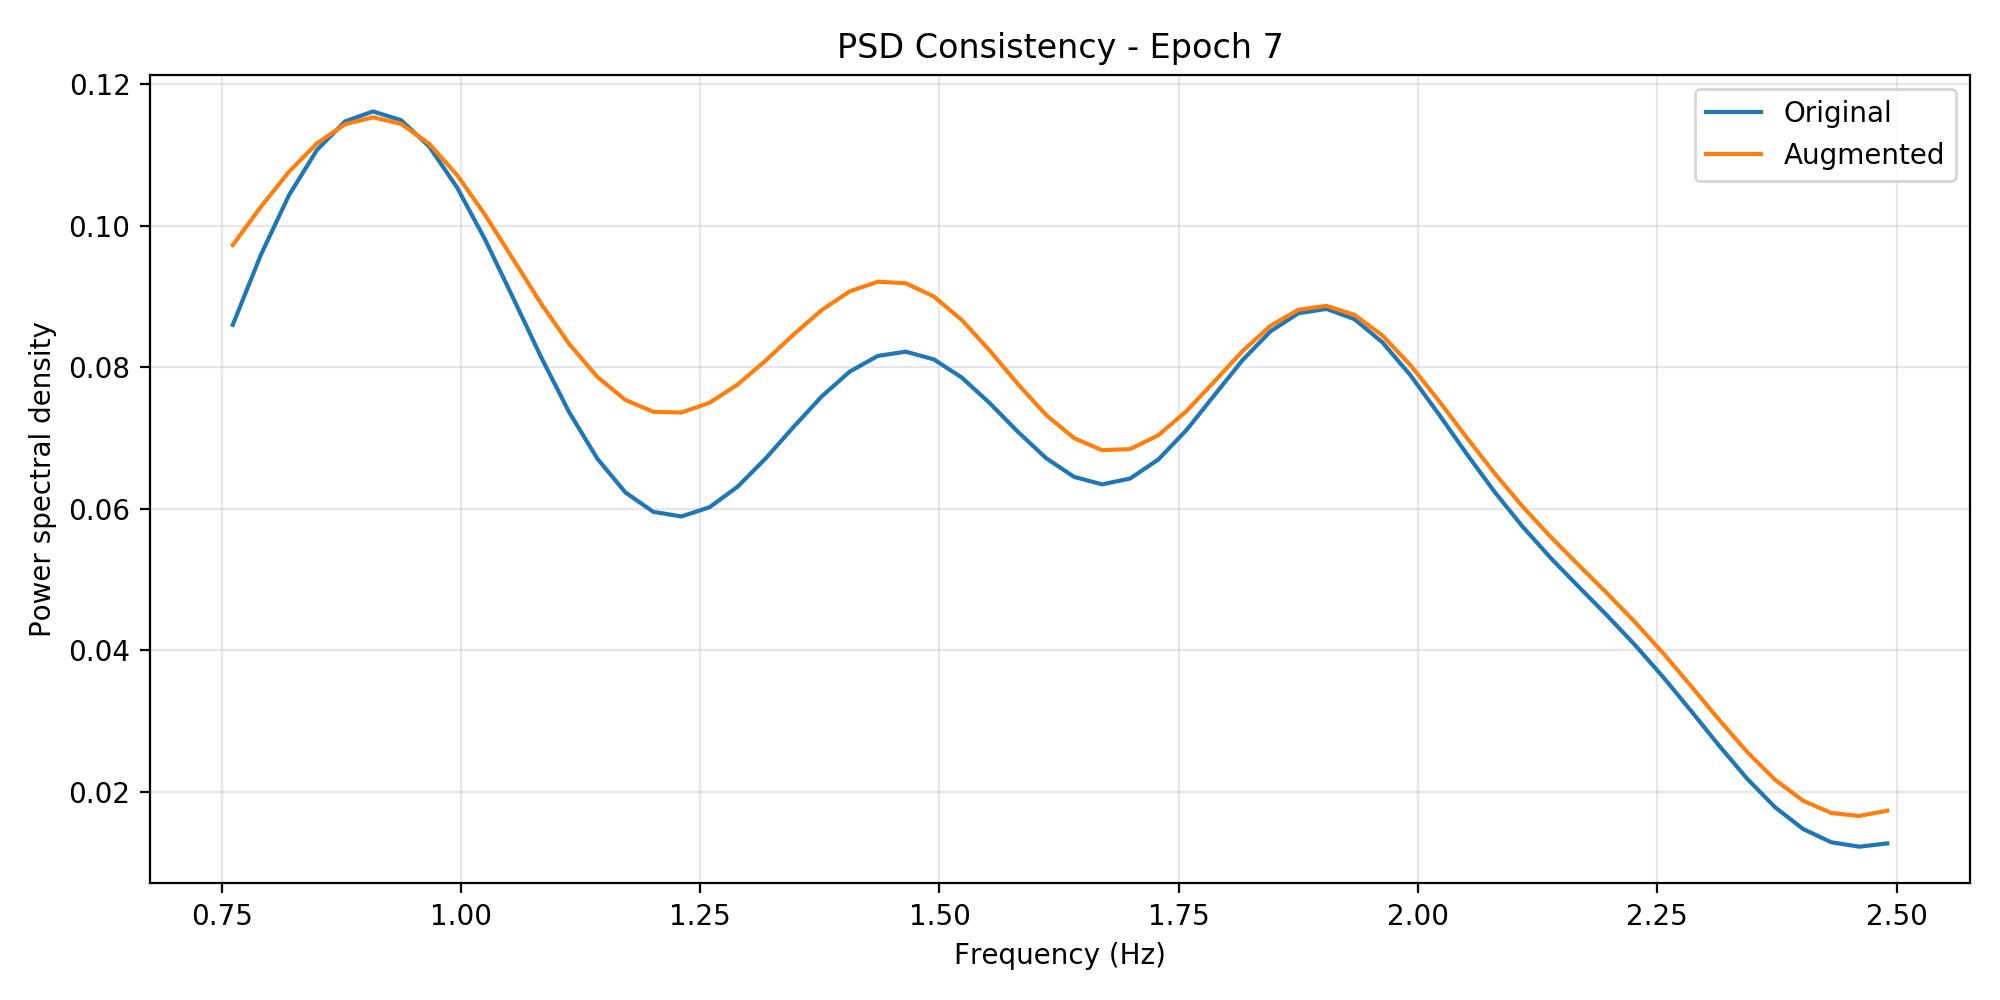 PSD Consistency - Epoch 7
Original
Augmented
0.12
0.10
0.08
0.06
0.04
0.02
Power spectral density
0.75 1.00 1.25 1.50 1.75 2.00 2.25 2.50
Frequency (Hz)